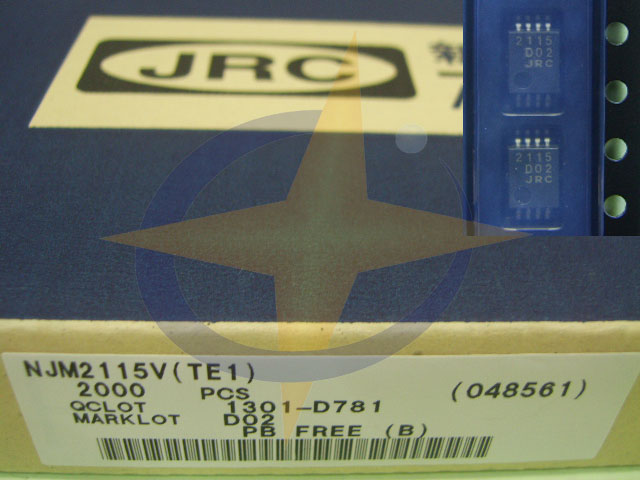 JRC
2115
D02
JRC
2115
D02
JRC
NJM2115V(TE1)
2000 PCS (048561)
QCLOT 1301-D781
MARKLOT D02
PB FREE (B)